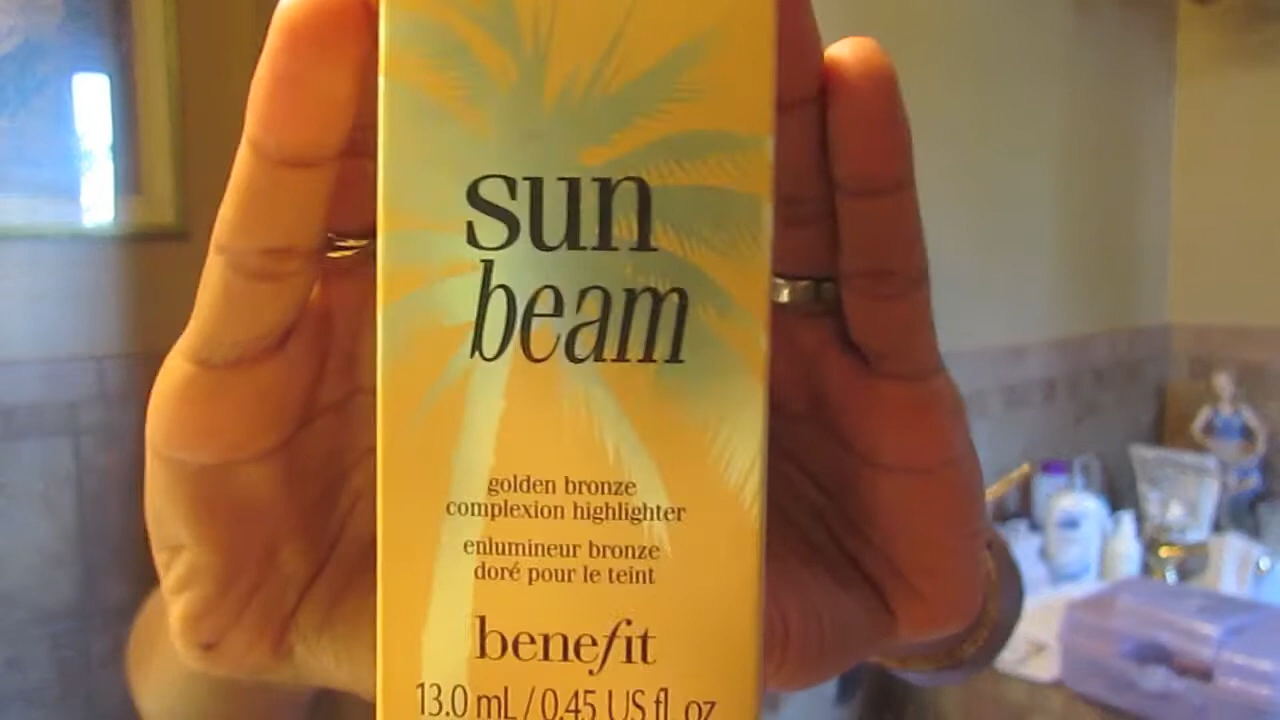 sun
beam
golden bronze
complexion highlighter
enlumineur bronze
doré pour le teint
benefit
13.0 mL / 0.45 US fl. oz